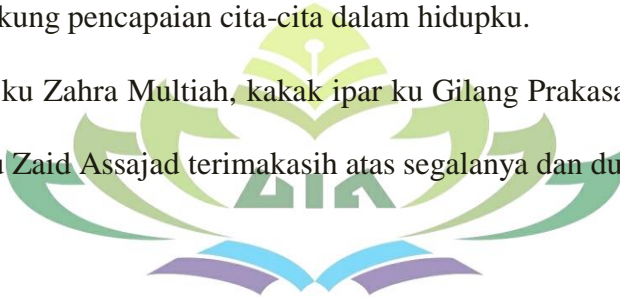 kung pencapaian cita-cita dalam hidupku.
ku Zahra Multiah, kakak ipar ku Gilang Prakasa
Zaid Assajad terimakasih atas segalanya dan du